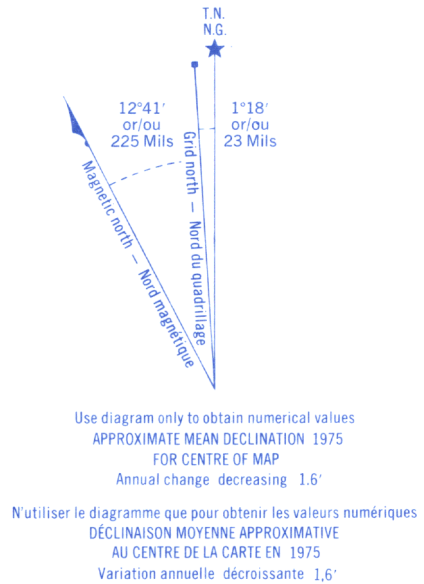 T.N.
N.G.
12°41′
or/ou
225 Mils
1°18′
or/ou
23 Mils
Grid north — Nord du quadrillage
Magnetic north — Nord magnétique
Use diagram only to obtain numerical values
APPROXIMATE MEAN DECLINATION 1975
FOR CENTRE OF MAP
Annual change decreasing 1.6′
N'utiliser le diagramme que pour obtenir les valeurs numériques
DÉCLINAISON MOYENNE APPROXIMATIVE
AU CENTRE DE LA CARTE EN 1975
Variation annuelle décroissante 1,6′